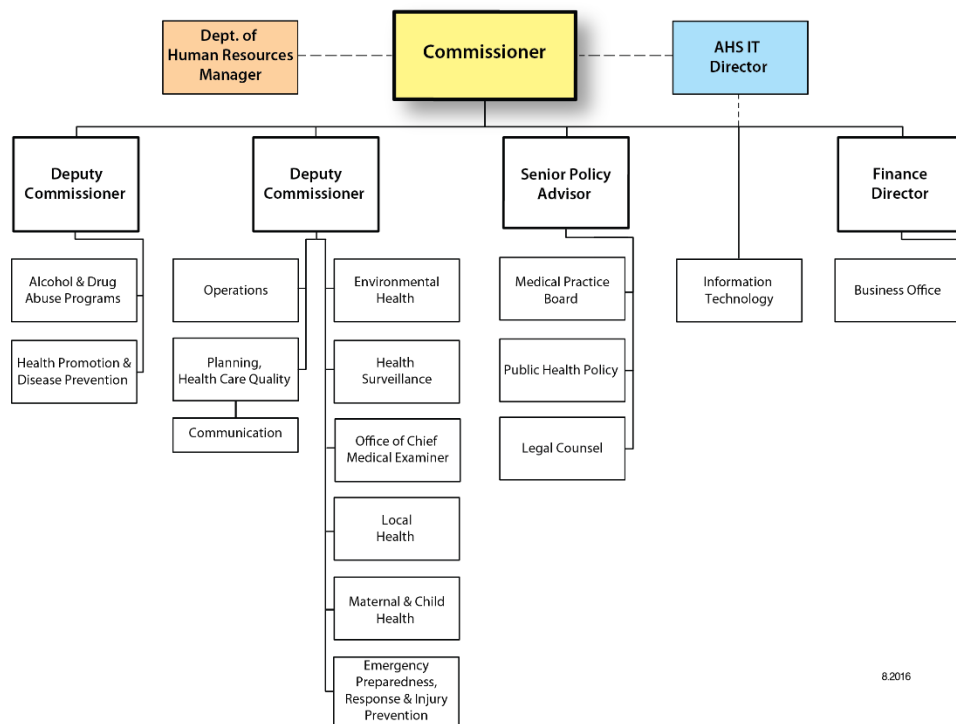 Dept. of
Human Resources
Manager
Commissioner
AHS IT
Director
Deputy
Commissioner
Deputy
Commissioner
Senior Policy
Advisor
Finance
Director
Alcohol & Drug
Abuse Programs
Health Promotion &
Disease Prevention
Operations
Planning,
Health Care Quality
Communication
Environmental
Health
Health
Surveillance
Office of Chief
Medical Examiner
Local
Health
Maternal & Child
Health
Emergency
Preparedness,
Response & Injury
Prevention
Medical Practice
Board
Public Health Policy
Legal Counsel
Information
Technology
Business Office
8.2016